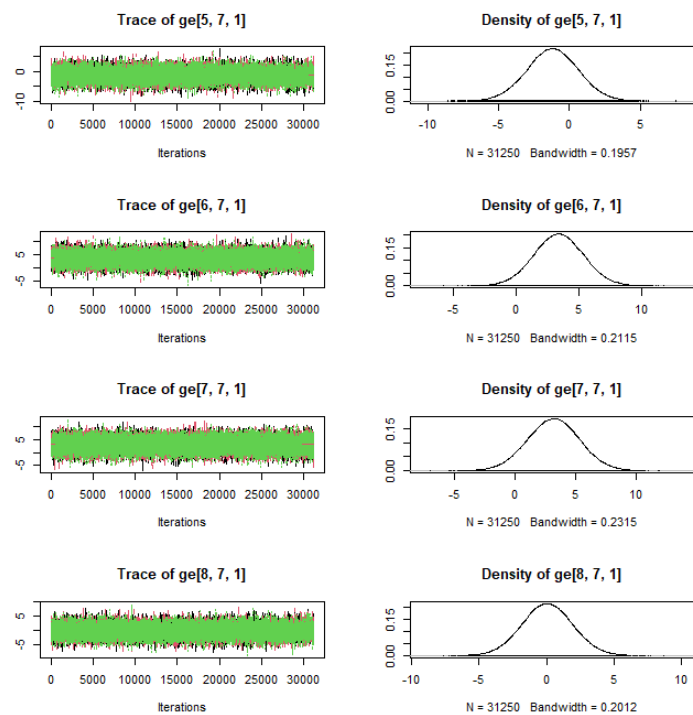 Trace of ge[5, 7, 1]
0
-10
0 5000 10000 15000 20000 25000 30000
Iterations
Density of ge[5, 7, 1]
0.15
0.00
-10 -5 0 5
N = 31250 Bandwidth = 0.1957
Trace of ge[6, 7, 1]
5
-5
0 5000 10000 15000 20000 25000 30000
Iterations
Density of ge[6, 7, 1]
0.15
0.00
-5 0 5 10
N = 31250 Bandwidth = 0.2115
Trace of ge[7, 7, 1]
5
-5
0 5000 10000 15000 20000 25000 30000
Iterations
Density of ge[7, 7, 1]
0.15
0.00
-5 0 5 10
N = 31250 Bandwidth = 0.2315
Trace of ge[8, 7, 1]
5
-5
0 5000 10000 15000 20000 25000 30000
Iterations
Density of ge[8, 7, 1]
0.15
0.00
-10 -5 0 5 10
N = 31250 Bandwidth = 0.2012